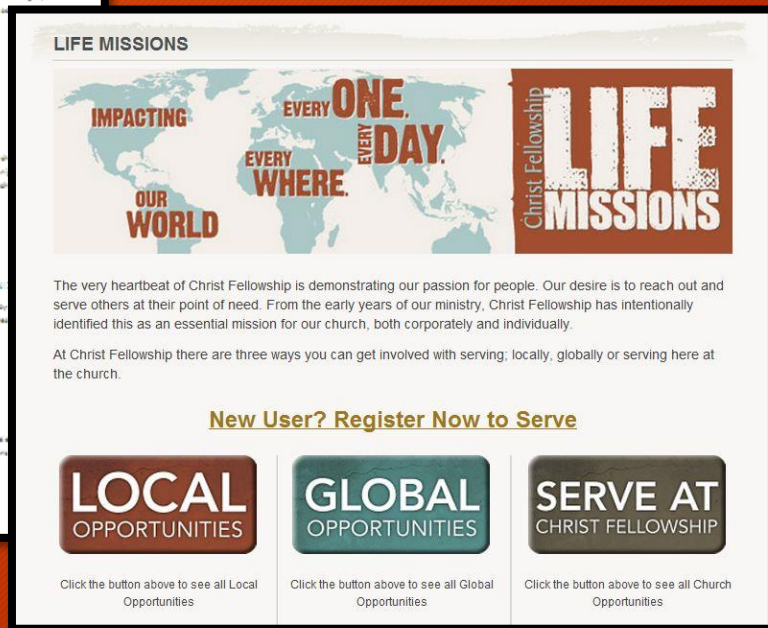 LIFE MISSIONS
IMPACTING
OUR
WORLD
EVERY ONE.
EVERY
WHERE.
EVERY DAY.
Christ Fellowship
LIFE
MISSIONS
The very heartbeat of Christ Fellowship is demonstrating our passion for people. Our desire is to reach out and
serve others at their point of need. From the early years of our ministry, Christ Fellowship has intentionally
identified this as an essential mission for our church, both corporately and individually.
At Christ Fellowship there are three ways you can get involved with serving; locally, globally or serving here at
the church.
New User? Register Now to Serve
LOCAL
OPPORTUNITIES
GLOBAL
OPPORTUNITIES
SERVE AT
CHRIST FELLOWSHIP
Click the button above to see all Local
Opportunities
Click the button above to see all Global
Opportunities
Click the button above to see all Church
Opportunities